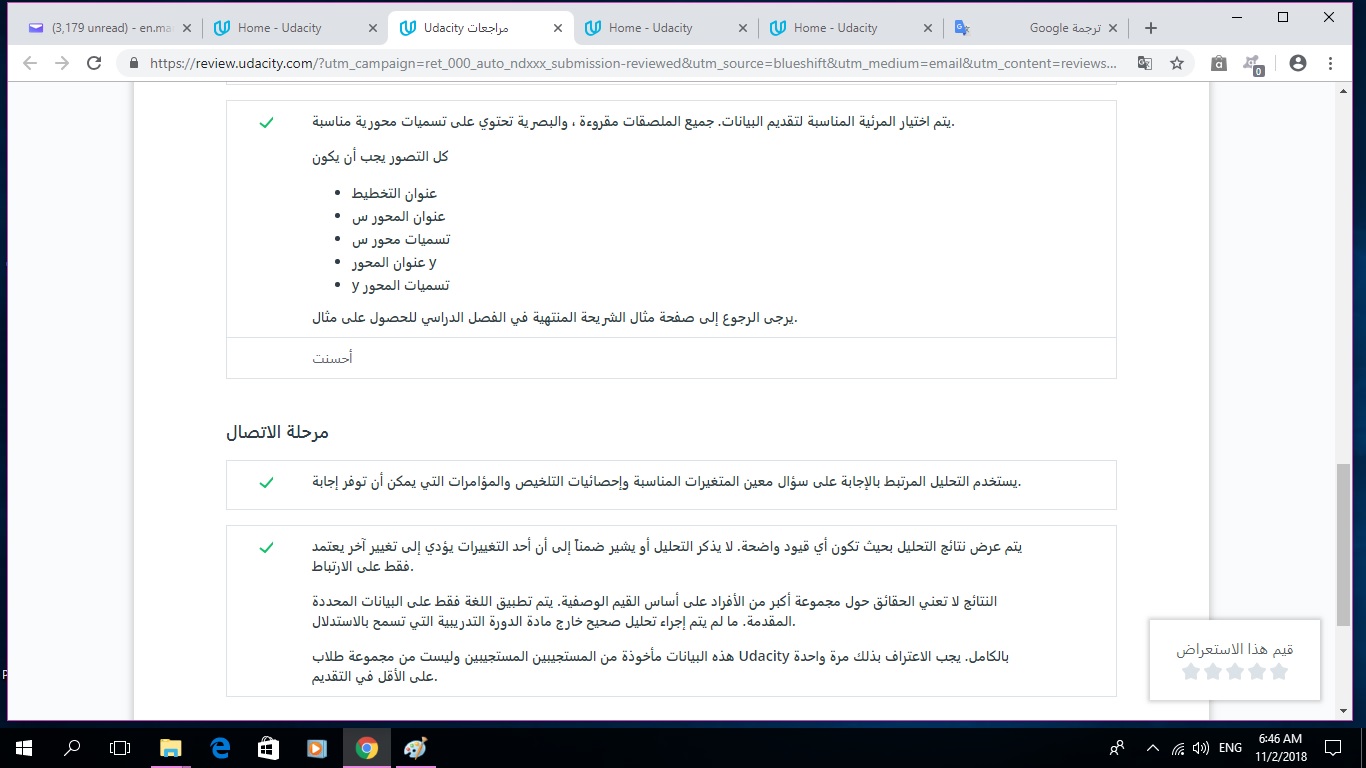 (3,179 unread) - en.ma
Home - Udacity
مراجعات Udacity
Home - Udacity
Home - Udacity
ترجمة Google
https://review.udacity.com/?utm_campaign=ret_000_auto_ndxxx_submission-reviewed&utm_source=blueshift&utm_medium=email&utm_content=reviews...
0
يتم اختيار المرئية المناسبة لتقديم البيانات. جميع الملصقات مقروءة ، والبصرية تحتوي على تسميات محورية مناسبة.
كل التصور يجب أن يكون
عنوان التخطيط
عنوان المحور س
تسميات محور س
y عنوان المحور
تسميات المحور y
يرجى الرجوع إلى صفحة مثال الشريحة المنتهية في الفصل الدراسي للحصول على مثال.
أحسنت
مرحلة الاتصال
يستخدم التحليل المرتبط بالإجابة على سؤال معين المتغيرات المناسبة وإحصائيات التلخيص والمؤامرات التي يمكن أن توفر إجابة.
يتم عرض نتائج التحليل بحيث تكون أي قيود واضحة. لا يذكر التحليل أو يشير ضمناً إلى أن أحد التغييرات يؤدي إلى تغيير آخر يعتمد
فقط على الارتباط.
النتائج لا تعني الحقائق حول مجموعة أكبر من الأفراد على أساس القيم الوصفية. يتم تطبيق اللغة فقط على البيانات المحددة
المقدمة. ما لم يتم إجراء تحليل صحيح خارج مادة الدورة التدريبية التي تسمح بالاستدلال.
بالكامل. يجب الاعتراف بذلك مرة واحدة Udacity هذه البيانات مأخوذة من المستجيبين المستجيبين وليست من مجموعة طلاب
على الأقل في التقديم.
قيم هذا الاستعراض
ENG
6:46 AM
11/2/2018